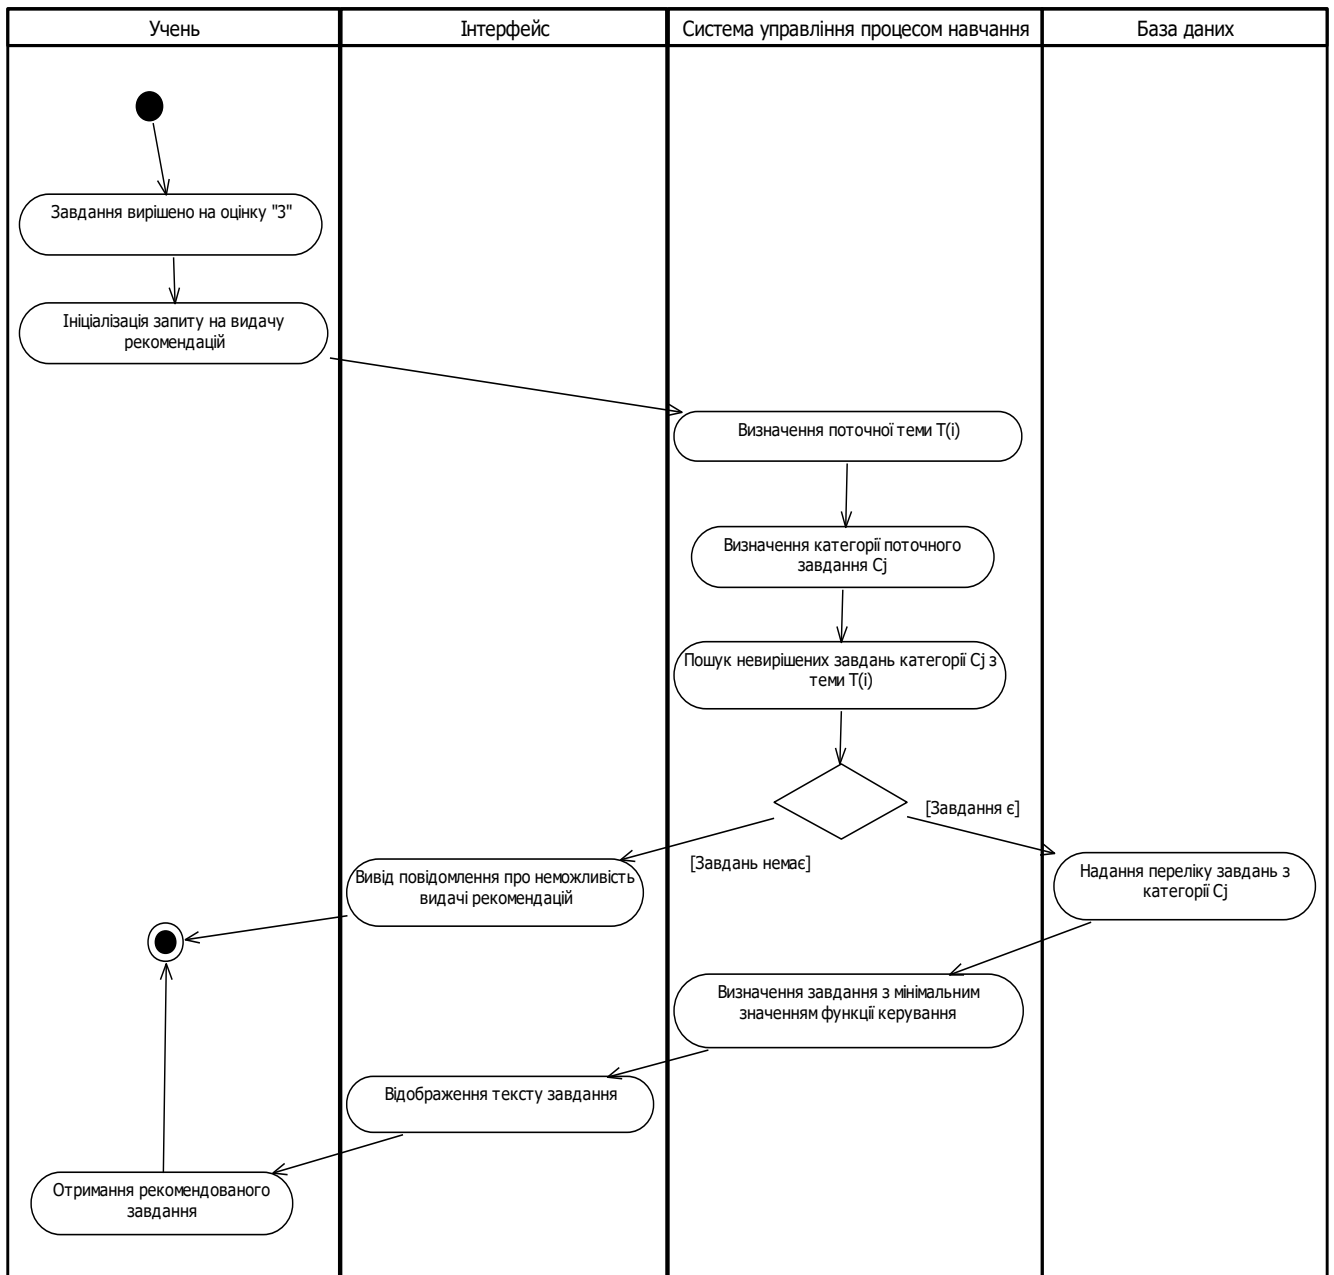 Учень
Інтерфейс
Система управління процесом навчання
База даних
Завдання вирішено на оцінку "3"
Ініціалізація запиту на видачу
рекомендацій
Визначення поточної теми T(i)
Визначення категорії поточного
завдання Cj
Пошук невирішених завдань категорії Cj з
теми T(i)
[Завдання є]
[Завдань немає]
Вивід повідомлення про неможливість
видачі рекомендацій
Надання переліку завдань з
категорії Cj
Визначення завдання з мінімальним
значенням функції керування
Відображення тексту завдання
Отримання рекомендованого
завдання